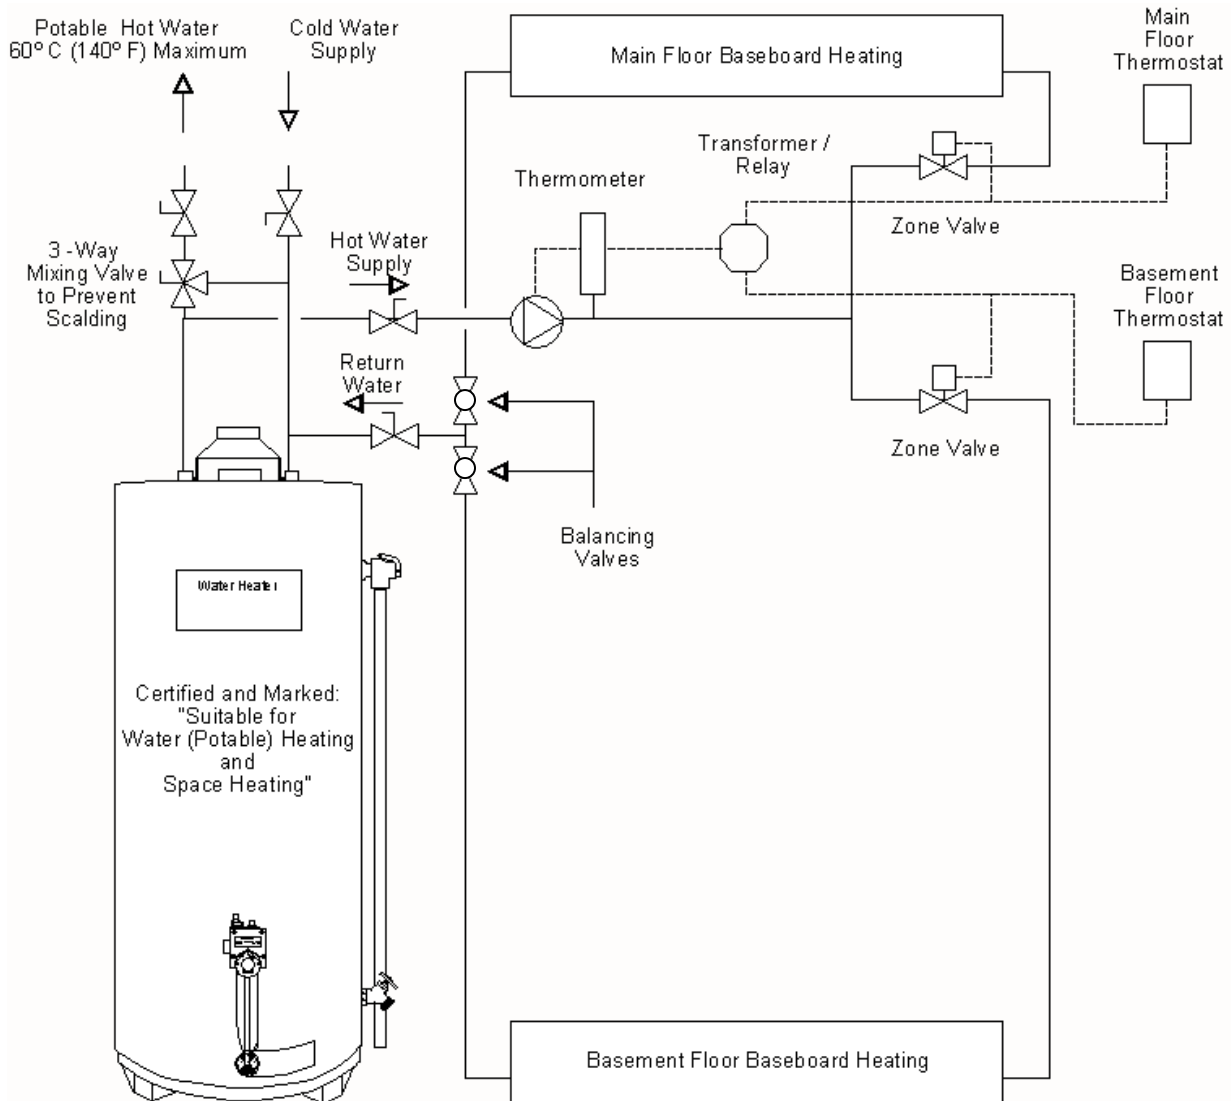 Potable Hot Water
60º C (140º F) Maximum
Cold Water
Supply
Main Floor Baseboard Heating
Main
Floor
Thermostat
Transformer /
Relay
Thermometer
Zone Valve
3 -Way
Mixing Valve
to Prevent
Scalding
Hot Water
Supply
Basement
Floor
Thermostat
Return
Water
Zone Valve
Balancing
Valves
Water Heater
Certified and Marked:
"Suitable for
Water (Potable) Heating
and
Space Heating"
Basement Floor Baseboard Heating